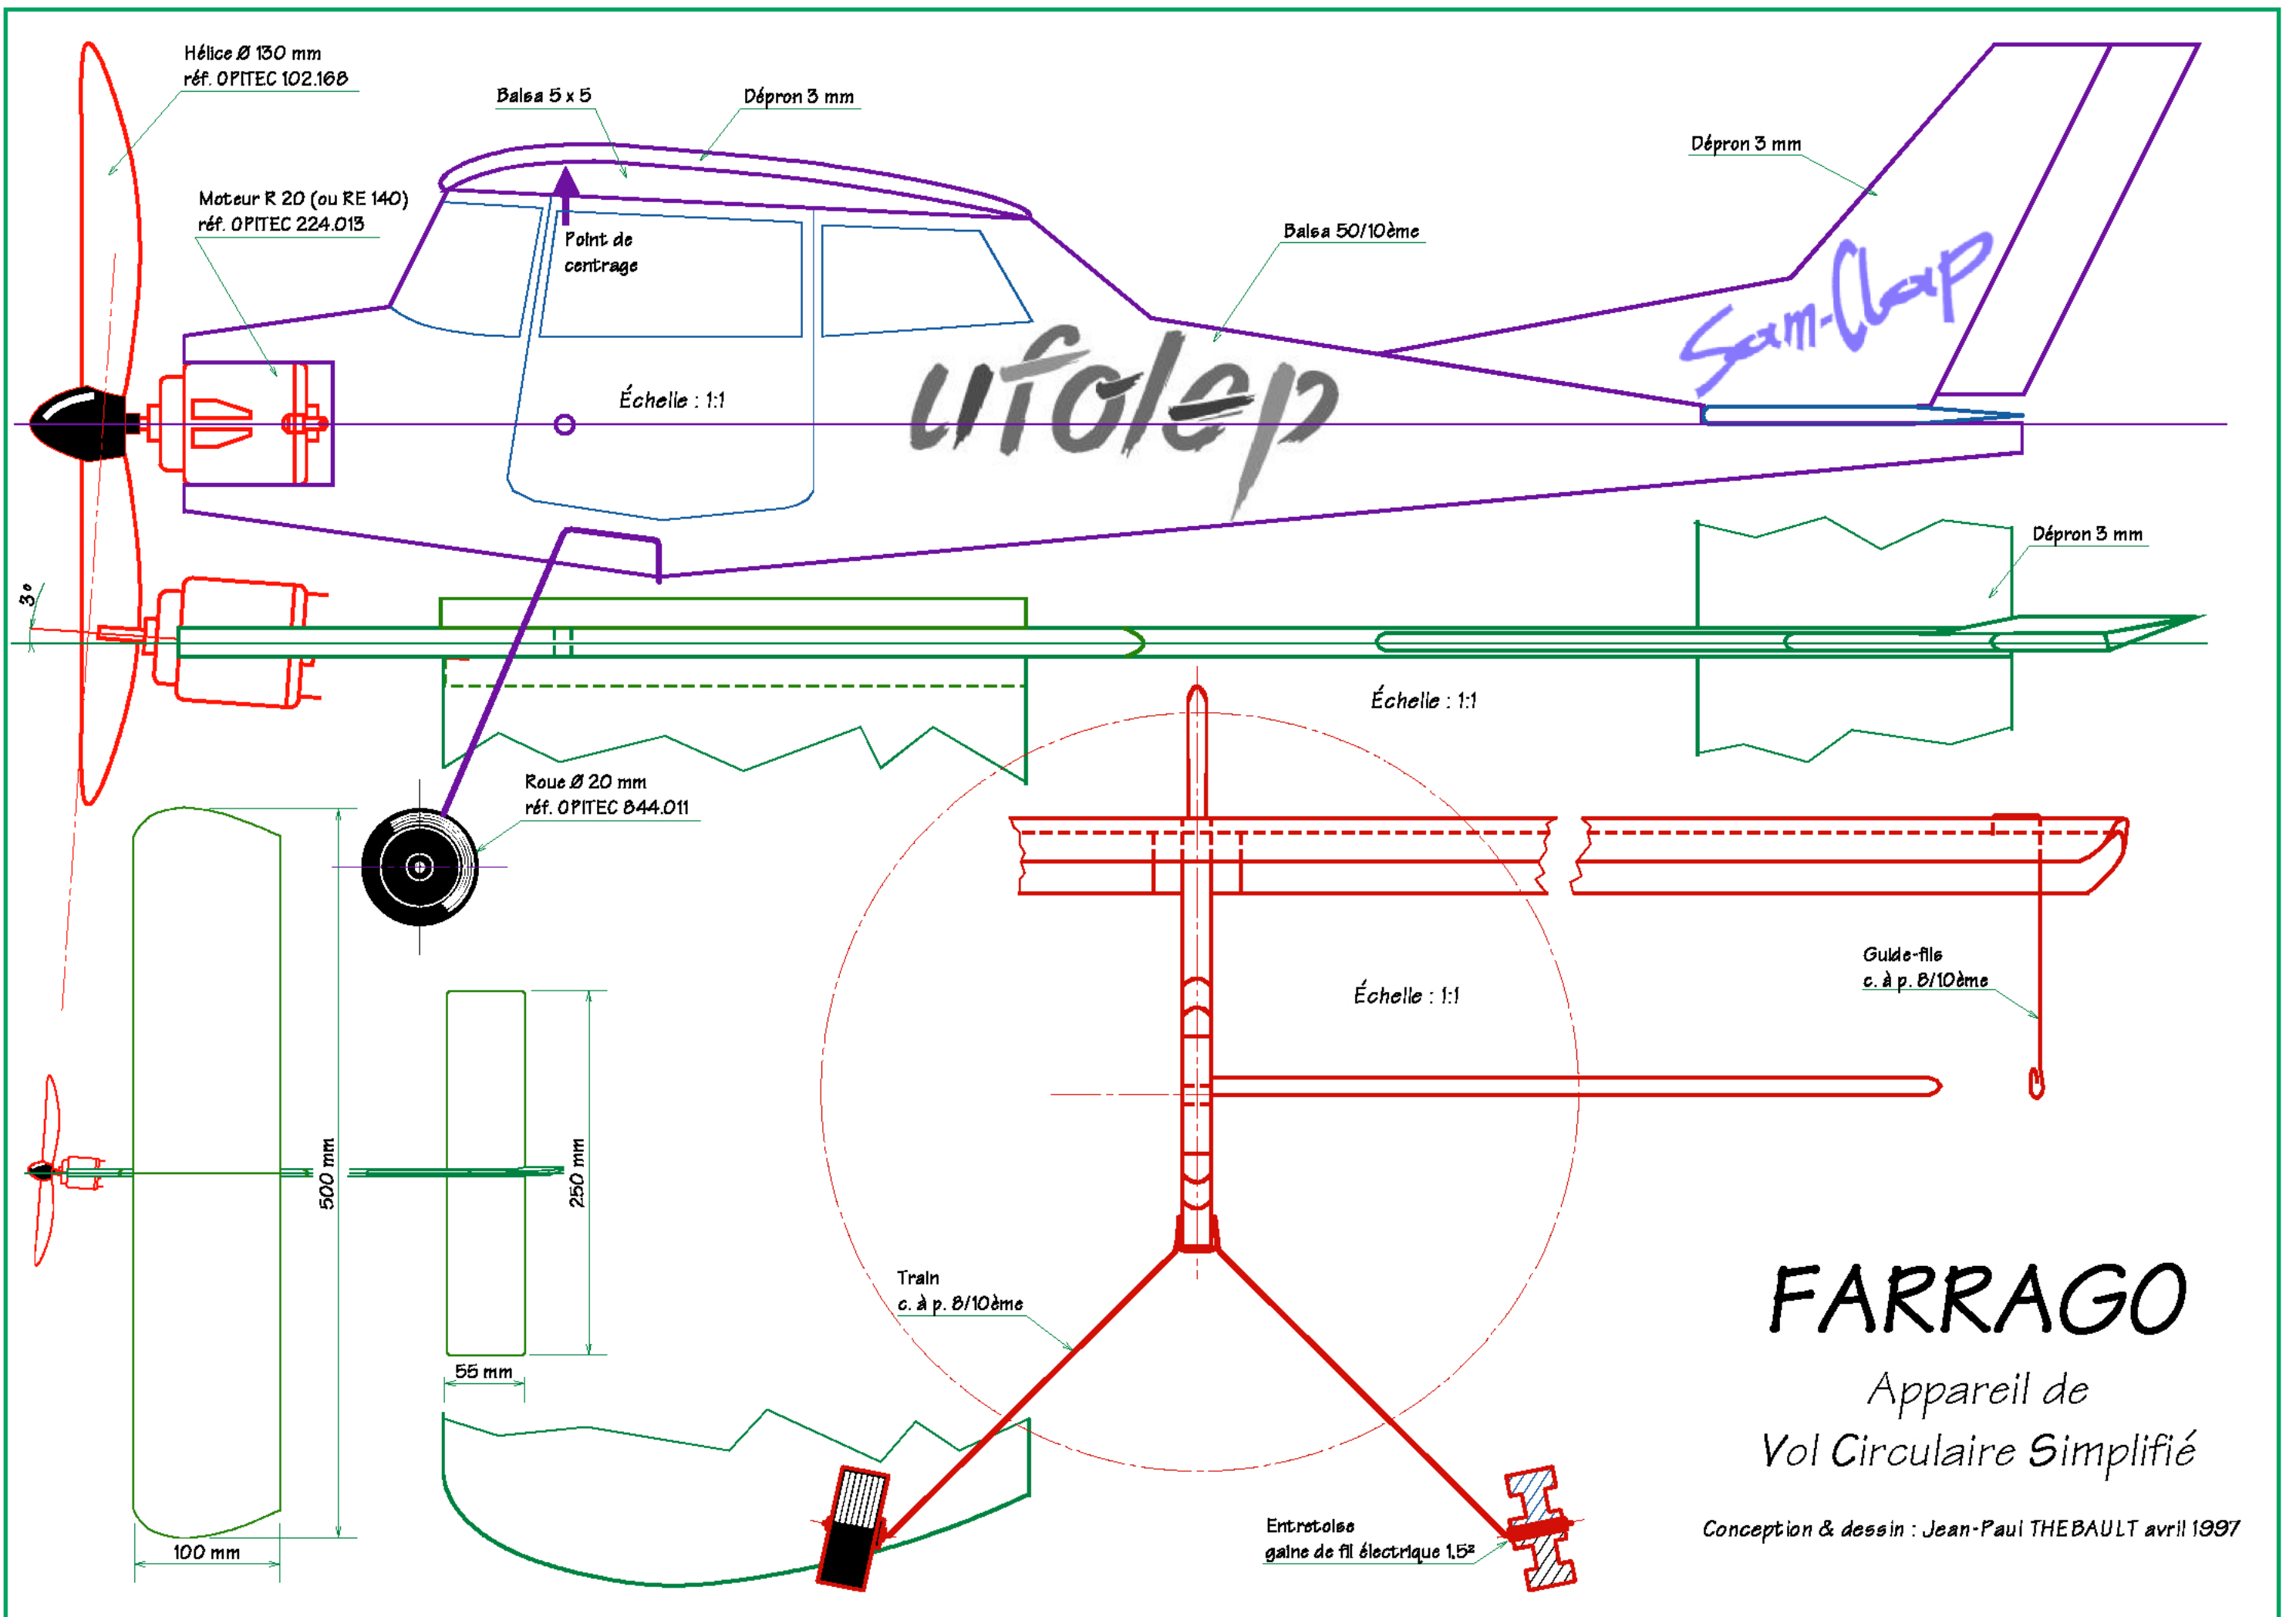 Hélice Ø 130 mm
réf. OPITEC 102.168
Balsa 5 x 5
Dépron 3 mm
Dépron 3 mm
Moteur R 20 (ou RE 140)
réf. OPITEC 224.013
Point de
centrage
Balsa 50/10ème
Sam-Clap
Échelle : 1:1
ufolep
Dépron 3 mm
3°
Échelle : 1:1
Roue Ø 20 mm
réf. OPITEC 844.011
Guide-fils
c. à p. 8/10ème
Échelle : 1:1
500 mm
250 mm
Train
c. à p. 8/10ème
FARRAGO
55 mm
Appareil de
Vol Circulaire Simplifié
Entretoise
gaine de fil électrique 1.5²
Conception & dessin : Jean-Paul THEBAULT avril 1997
100 mm